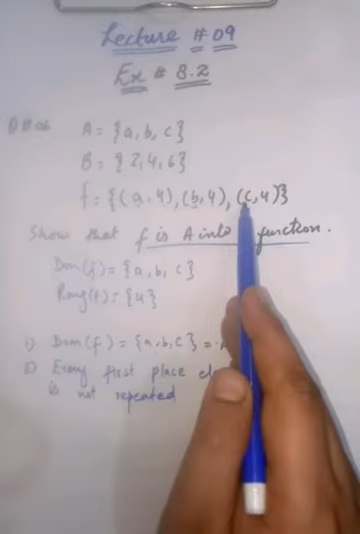 Lecture # 09
Ex # 8.2
Q#06 A = {a, b, c}
B = {2, 4, 6}
f = {(a, 4), (b, 4), (c, 4)}
Show that f is A into function.
Dom(f) = {a, b, c}
Rang(f) = {4}
i) Dom(f) = {a, b, c} =
ii) Every first place
is not repeated